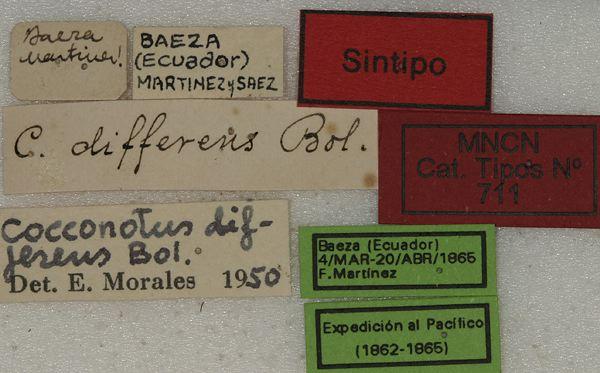 Baeza
Martinez!
BAEZA
(ECUADOR)
MARTINEZ y SAEZ
Sintipo
C. differens Bol.
MNCN
Cat. Tipos Nº
711
Cocconotus dif-
ferens Bol.
Det. E. Morales 1950
Baeza (Ecuador)
4/MAR-20/ABR/1865
F. Martínez
Expedición al Pacífico
(1862-1865)